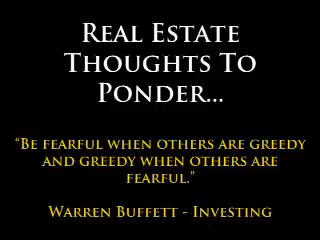 Real Estate
Thoughts To
Ponder...
“Be fearful when others are greedy
and greedy when others are
fearful.”
Warren Buffett - Investing